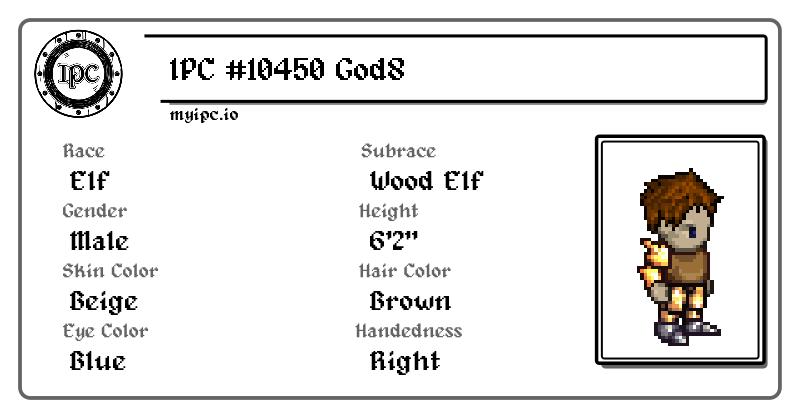 IPC
IPC #10450 God8
myipc.io
Race
Elf
Subrace
Wood Elf
Gender
Male
Height
6'2"
Skin Color
Beige
Hair Color
Brown
Eye Color
Blue
Handedness
Right